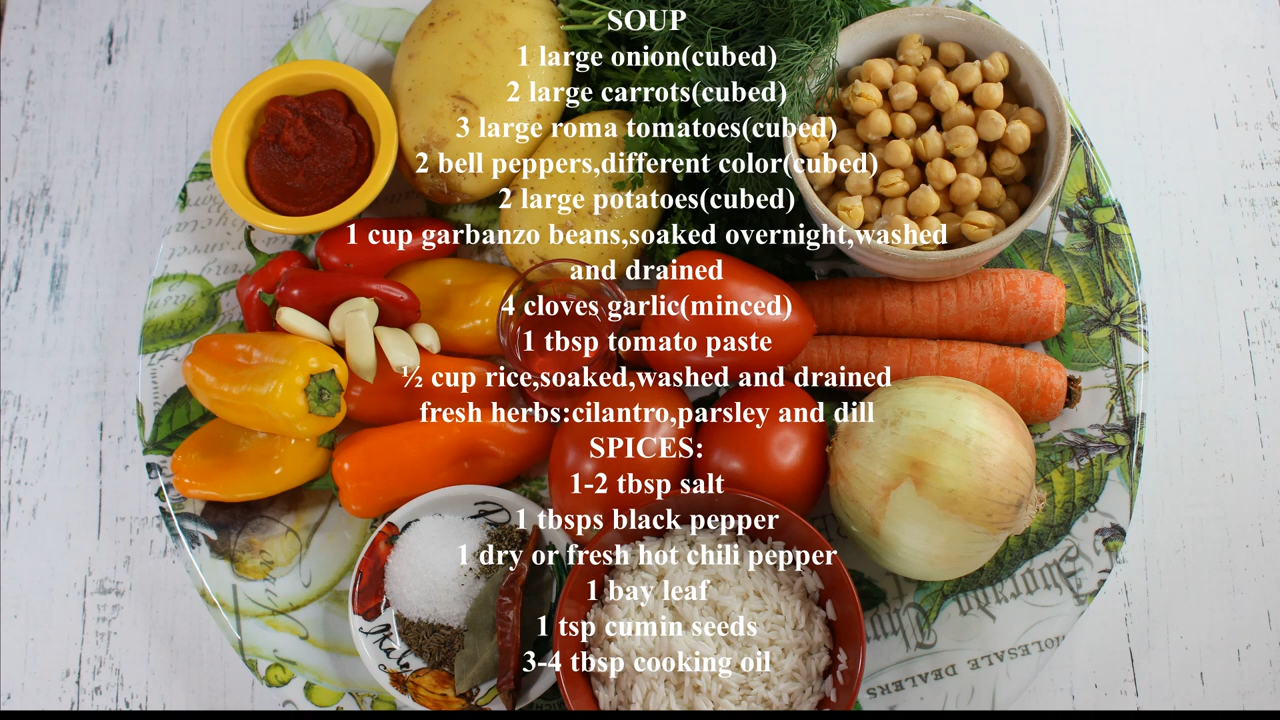 SOUP
1 large onion(cubed)
2 large carrots(cubed)
3 large roma tomatoes(cubed)
2 bell peppers,different color(cubed)
2 large potatoes(cubed)
1 cup garbanzo beans,soaked overnight,washed
and drained
4 cloves garlic(minced)
1 tbsp tomato paste
½ cup rice,soaked,washed and drained
fresh herbs:cilantro,parsley and dill
SPICES:
1-2 tbsp salt
1 tbsps black pepper
1 dry or fresh hot chili pepper
1 bay leaf
1 tsp cumin seeds
3-4 tbsp cooking oil
WHOLESALE DEALERS